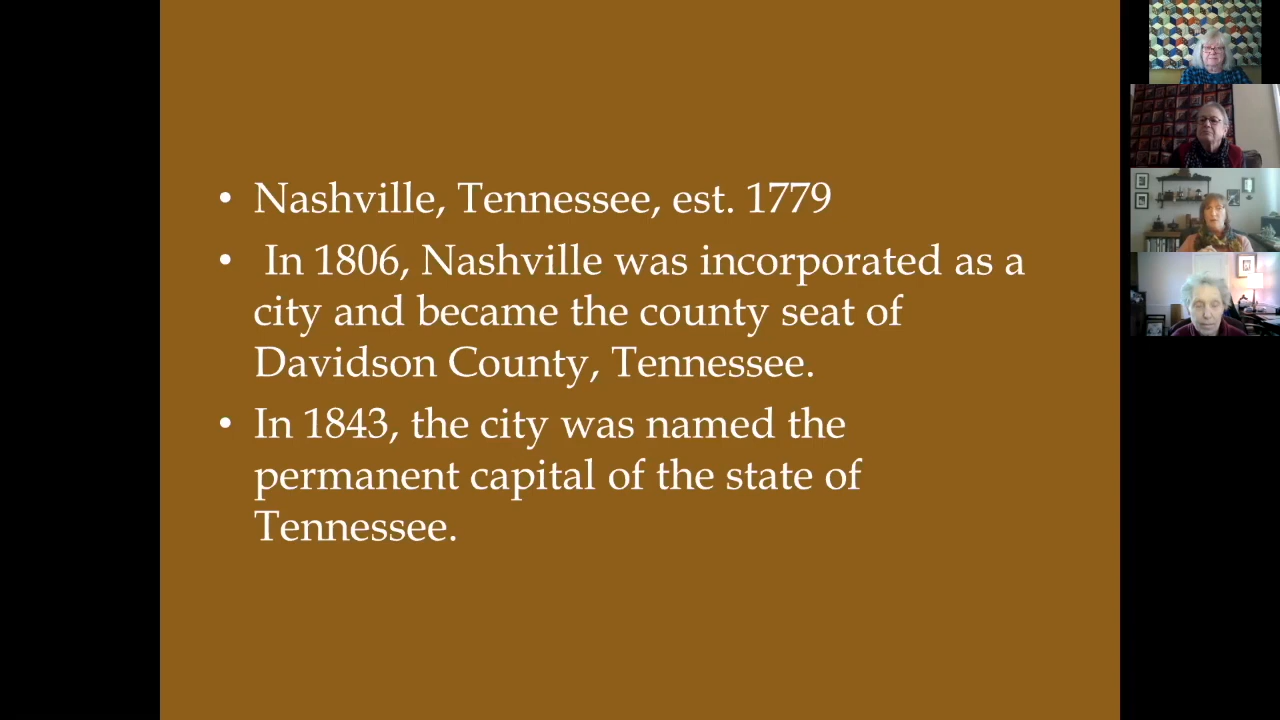 • Nashville, Tennessee, est. 1779
• In 1806, Nashville was incorporated as a
city and became the county seat of
Davidson County, Tennessee.
• In 1843, the city was named the
permanent capital of the state of
Tennessee.